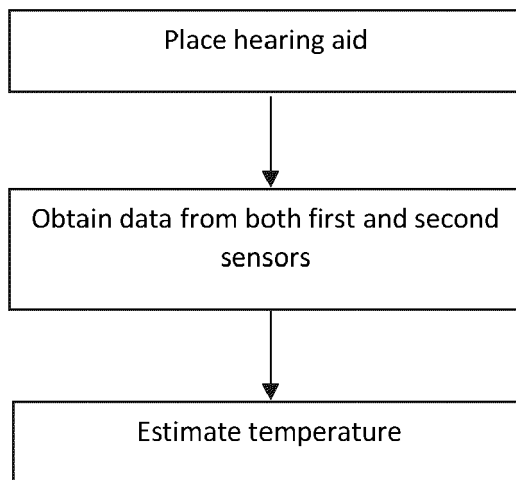 Place hearing aid
Obtain data from both first and second
sensors
Estimate temperature